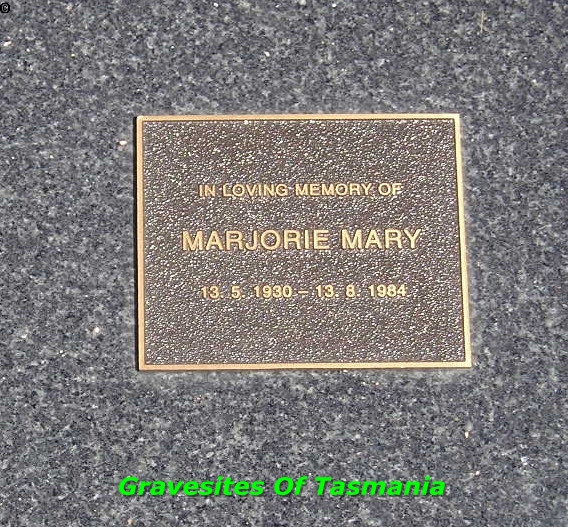 IN LOVING MEMORY OF
MARJORIE MARY
13. 5. 1930 – 13. 8. 1984
Gravesites Of Tasmania